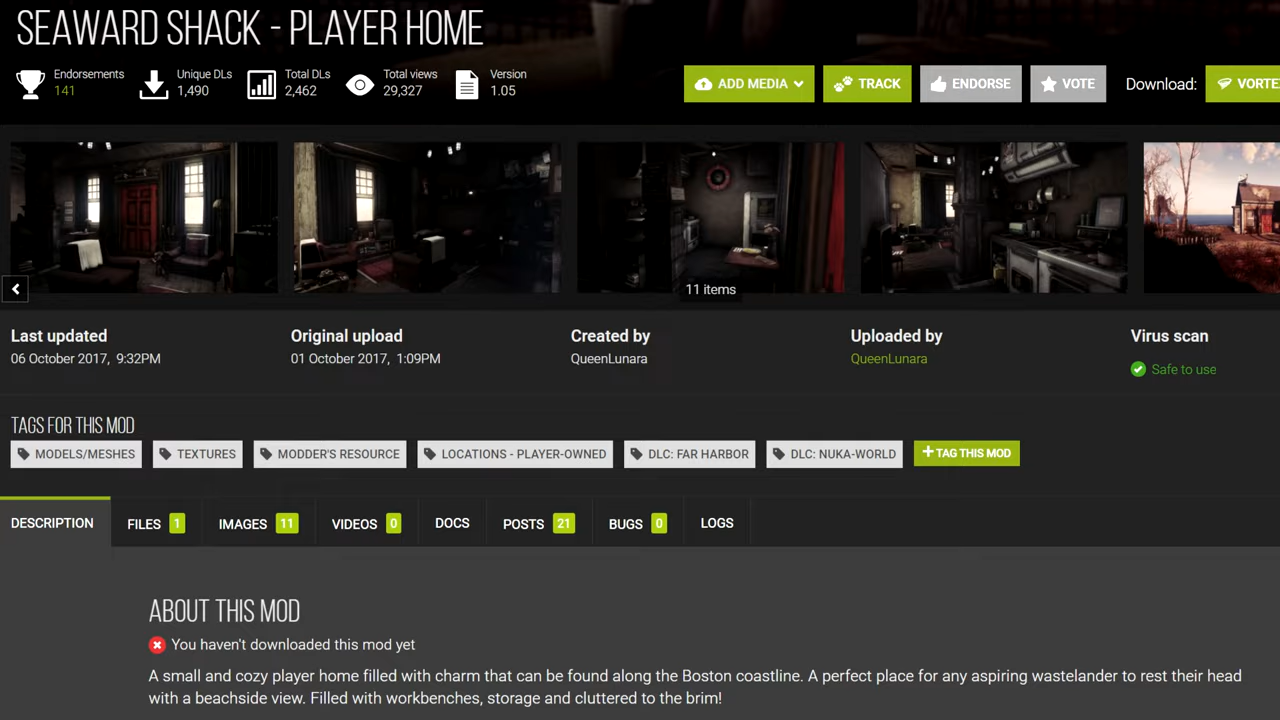 SEAWARD SHACK - PLAYER HOME
Endorsements
141
Unique DLs
1,490
Total DLs
2,462
Total views
29,327
Version
1.05
ADD MEDIA
TRACK
ENDORSE
VOTE
Download:
VORTE
11 items
Last updated
06 October 2017, 9:32PM
Original upload
01 October 2017, 1:09PM
Created by
QueenLunara
Uploaded by
QueenLunara
Virus scan
Safe to use
TAGS FOR THIS MOD
MODELS/MESHES
TEXTURES
MODDER'S RESOURCE
LOCATIONS - PLAYER-OWNED
DLC: FAR HARBOR
DLC: NUKA-WORLD
+ TAG THIS MOD
DESCRIPTION
FILES 1
IMAGES 11
VIDEOS 0
DOCS
POSTS 21
BUGS 0
LOGS
ABOUT THIS MOD
You haven't downloaded this mod yet
A small and cozy player home filled with charm that can be found along the Boston coastline. A perfect place for any aspiring wastelander to rest their head
with a beachside view. Filled with workbenches, storage and cluttered to the brim!